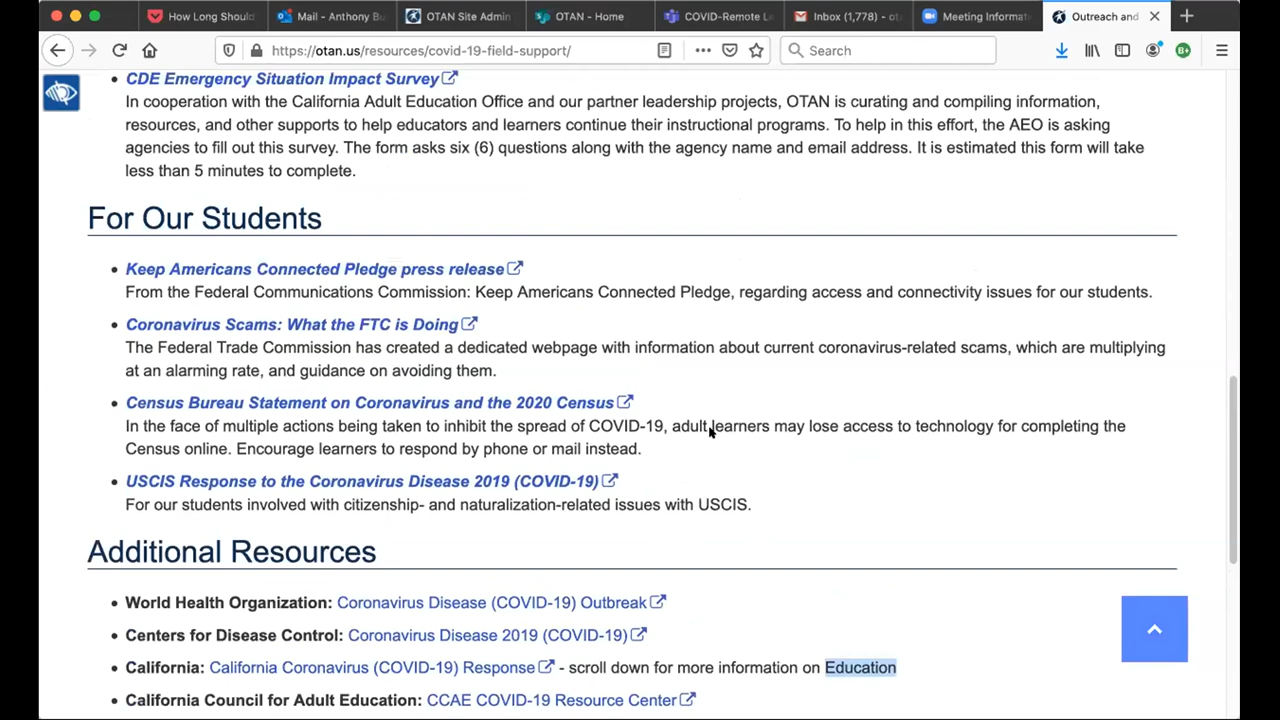 How Long Should
Mail - Anthony Bu
OTAN Site Admin
OTAN - Home
COVID-Remote Le
Inbox (1,778) - ot
Meeting Informat
Outreach and
https://otan.us/resources/covid-19-field-support/
Search
CDE Emergency Situation Impact Survey
In cooperation with the California Adult Education Office and our partner leadership projects, OTAN is curating and compiling information,
resources, and other supports to help educators and learners continue their instructional programs. To help in this effort, the AEO is asking
agencies to fill out this survey. The form asks six (6) questions along with the agency name and email address. It is estimated this form will take
less than 5 minutes to complete.
For Our Students
Keep Americans Connected Pledge press release
From the Federal Communications Commission: Keep Americans Connected Pledge, regarding access and connectivity issues for our students.
Coronavirus Scams: What the FTC is Doing
The Federal Trade Commission has created a dedicated webpage with information about current coronavirus-related scams, which are multiplying
at an alarming rate, and guidance on avoiding them.
Census Bureau Statement on Coronavirus and the 2020 Census
In the face of multiple actions being taken to inhibit the spread of COVID-19, adult learners may lose access to technology for completing the
Census online. Encourage learners to respond by phone or mail instead.
USCIS Response to the Coronavirus Disease 2019 (COVID-19)
For our students involved with citizenship- and naturalization-related issues with USCIS.
Additional Resources
World Health Organization: Coronavirus Disease (COVID-19) Outbreak
Centers for Disease Control: Coronavirus Disease 2019 (COVID-19)
California: California Coronavirus (COVID-19) Response - scroll down for more information on Education
California Council for Adult Education: CCAE COVID-19 Resource Center